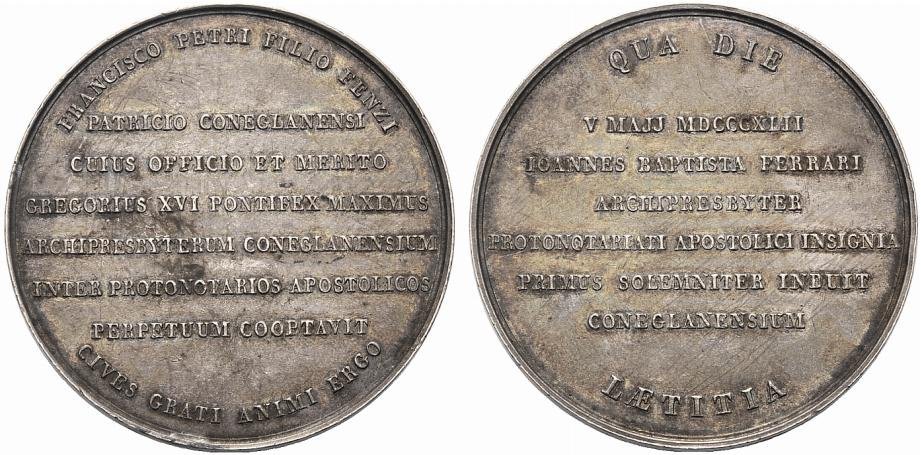 FRANCISCO PETRI FILIO FENZI
PATRICIO CONEGLANENSI
CUIUS OFFICIO ET MERITO
GREGORIUS XVI PONTIFEX MAXIMUS
ARCHIPRESBYTERUM CONEGLANENSIUM
INTER PROTONOTARIOS APOSTOLICOS
PERPETUUM COOPTAVIT
CIVES GRATI ANIMI ERGO
QUA DIE
V MAJJ MDCCCXLII
IOANNES BAPTISTA FERRARI
ARCHIPRESBYTER
PROTONOTARIATI APOSTOLICI INSIGNIA
PRIMUS SOLEMNITER INDUIT
CONEGLANENSIUM
LÆTITIA